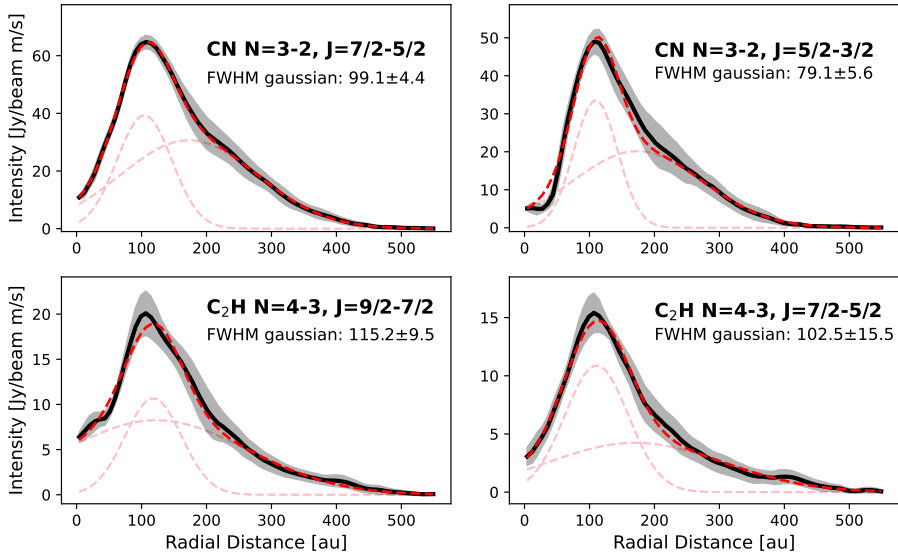 CN N=3-2, J=7/2-5/2
FWHM gaussian: 99.1±4.4
Intensity [Jy/beam m/s]
60
40
20
0
0 100 200 300 400 500
CN N=3-2, J=5/2-3/2
FWHM gaussian: 79.1±5.6
50
40
30
20
10
0
0 100 200 300 400 500
C₂H N=4-3, J=9/2-7/2
FWHM gaussian: 115.2±9.5
Intensity [Jy/beam m/s]
20
15
10
5
0
0 100 200 300 400 500
Radial Distance [au]
C₂H N=4-3, J=7/2-5/2
FWHM gaussian: 102.5±15.5
15
10
5
0
0 100 200 300 400 500
Radial Distance [au]